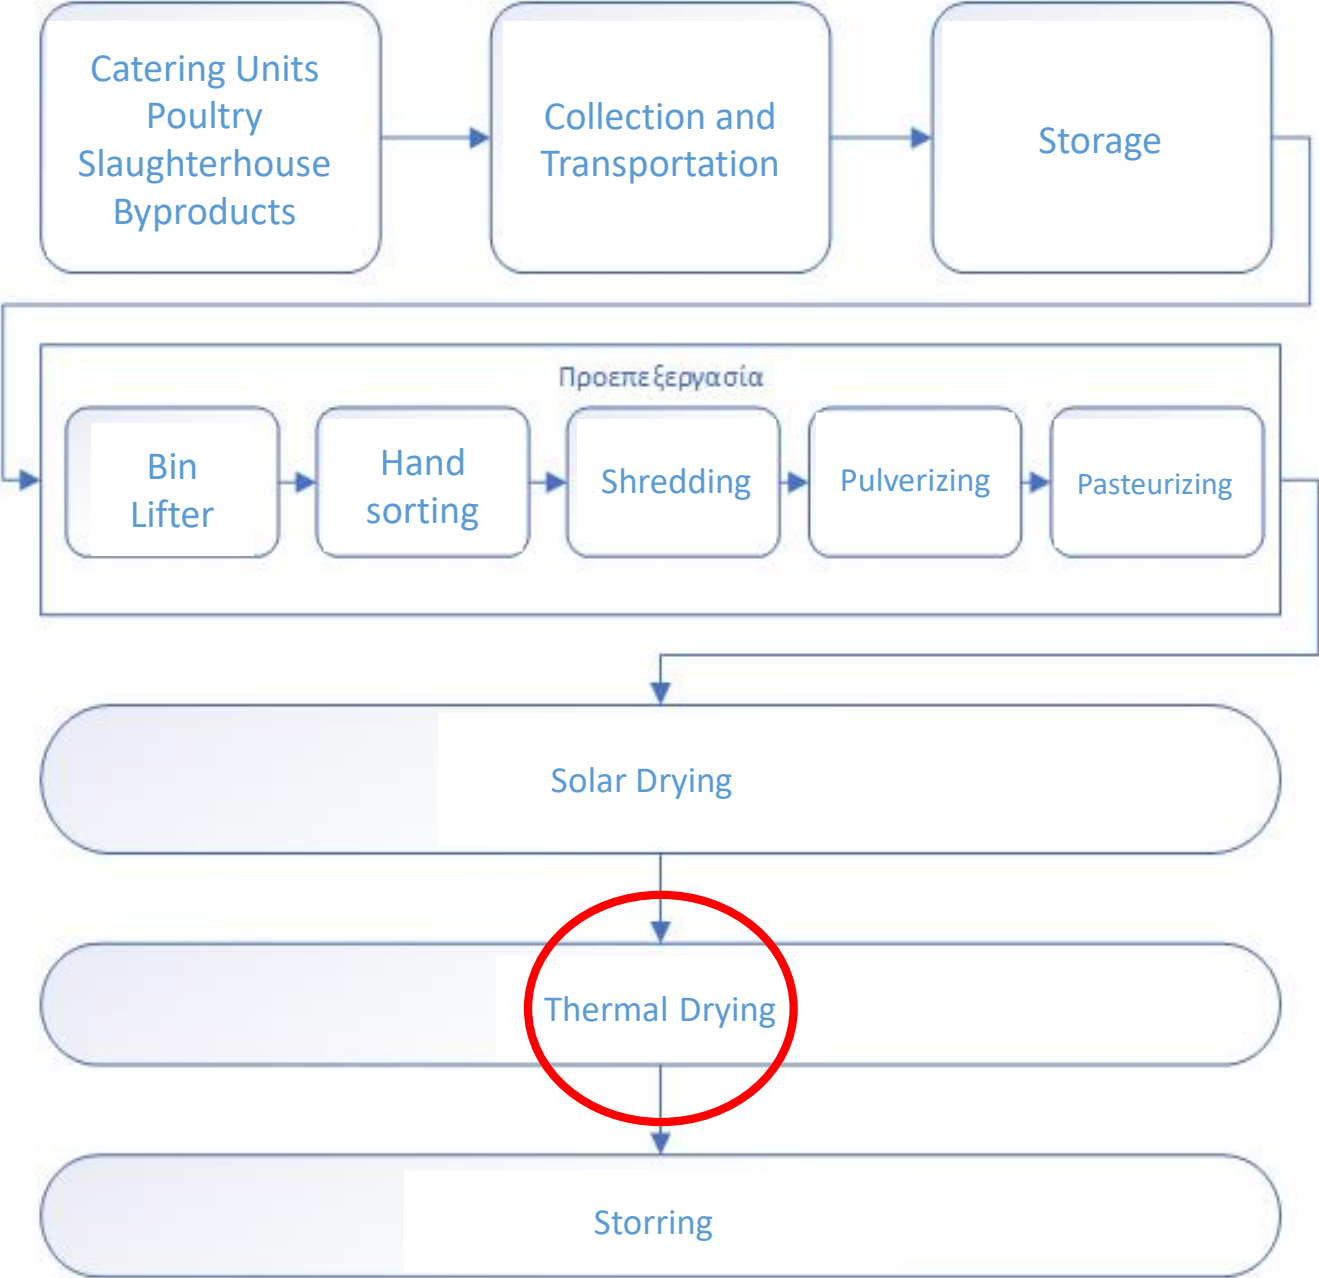 Catering Units
Poultry
Slaughterhouse
Byproducts
Collection and
Transportation
Storage
Προεπεξεργασία
Bin
Lifter
Hand
sorting
Shredding
Pulverizing
Pasteurizing
Solar Drying
Thermal Drying
Storring